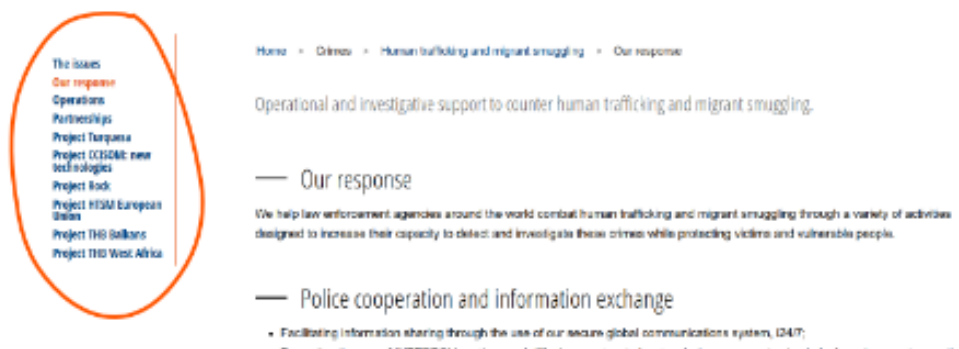 The issues
Our response
Operations
Partnerships
Project Turquesa
Project CCISOM: new
technologies
Project Rock
Project HTSM European
Union
Project THB Balkans
Project THB West Africa
Home Crimes Human trafficking and migrant smuggling Our response
Operational and investigative support to counter human trafficking and migrant smuggling.
Our response
We help law enforcement agencies around the world combat human trafficking and migrant smuggling through a variety of activities
designed to increase their capacity to detect and investigate these crimes while protecting victims and vulnerable people.
Police cooperation and information exchange
• Facilitating information sharing through the use of our secure global communications system, I24/7;